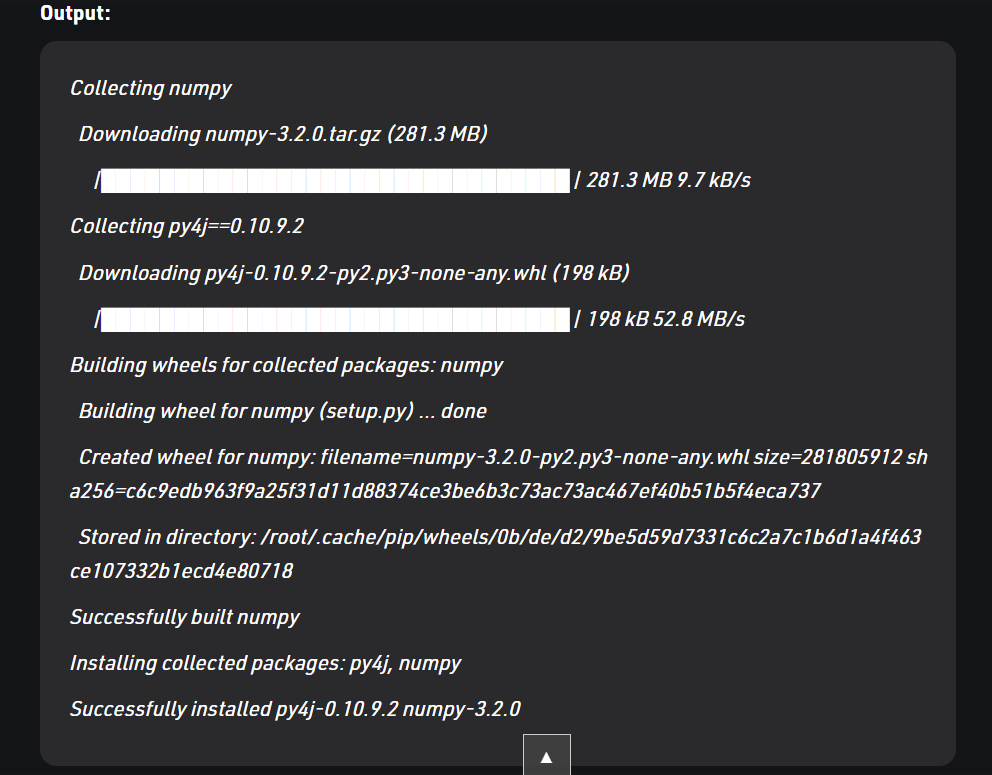 Output:
Collecting numpy
Downloading numpy-3.2.0.tar.gz (281.3 MB)
|████████████████████████████████| 281.3 MB 9.7 kB/s
Collecting py4j==0.10.9.2
Downloading py4j-0.10.9.2-py2.py3-none-any.whl (198 kB)
|████████████████████████████████| 198 kB 52.8 MB/s
Building wheels for collected packages: numpy
Building wheel for numpy (setup.py) ... done
Created wheel for numpy: filename=numpy-3.2.0-py2.py3-none-any.whl size=281805912 sh
a256=c6c9edb963f9a25f31d11d88374ce3be6b3c73ac73ac467ef40b51b5f4eca737
Stored in directory: /root/.cache/pip/wheels/0b/de/d2/9be5d59d7331c6c2a7c1b6d1a4f463
ce107332b1ecd4e80718
Successfully built numpy
Installing collected packages: py4j, numpy
Successfully installed py4j-0.10.9.2 numpy-3.2.0
▲